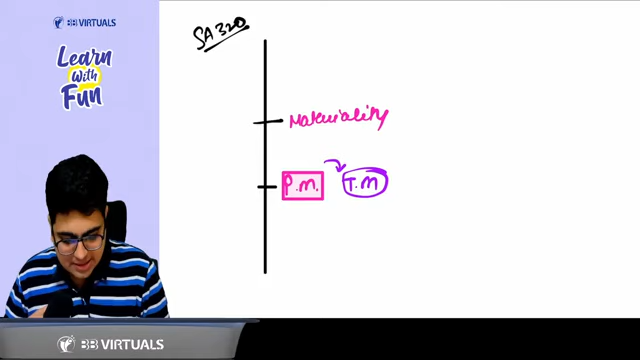 BB VIRTUALS
Learn
With
Fun
SA 320
Materiality
P.M.
T.M
BB VIRTUALS